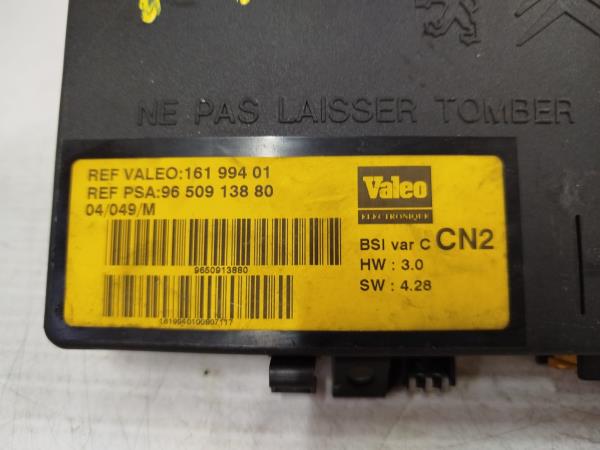 NE PAS LAISSER TOMBER
REF VALEO:161 994 01
REF PSA:96 509 138 80
04/049/M
9650913880
Valeo
ELECTRONIQUE
BSI var C CN2
HW : 3.0
SW : 4.28